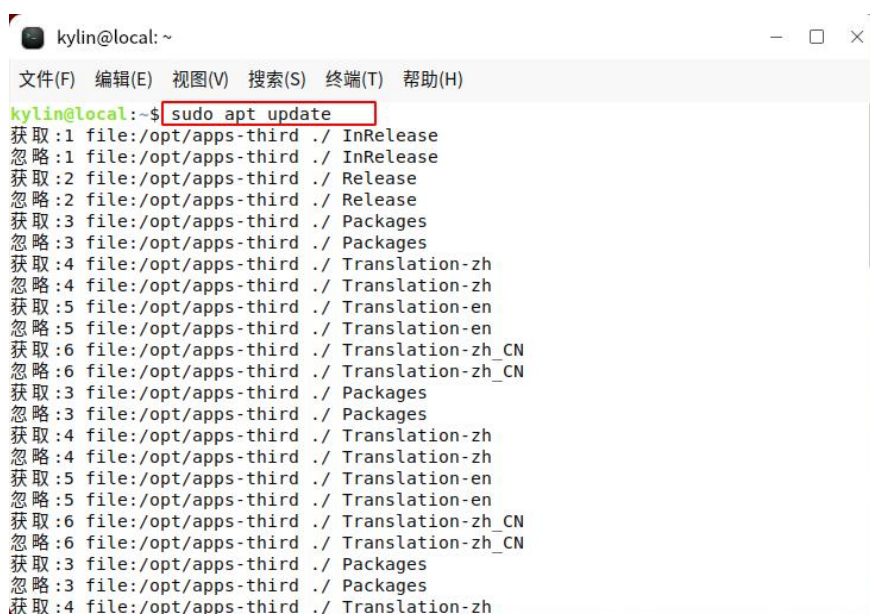 kylin@local: ~
文件(F) 编辑(E) 视图(V) 搜索(S) 终端(T) 帮助(H)
kylin@local:~$ sudo apt update
获取:1 file:/opt/apps-third ./ InRelease
忽略:1 file:/opt/apps-third ./ InRelease
获取:2 file:/opt/apps-third ./ Release
忽略:2 file:/opt/apps-third ./ Release
获取:3 file:/opt/apps-third ./ Packages
忽略:3 file:/opt/apps-third ./ Packages
获取:4 file:/opt/apps-third ./ Translation-zh
忽略:4 file:/opt/apps-third ./ Translation-zh
获取:5 file:/opt/apps-third ./ Translation-en
忽略:5 file:/opt/apps-third ./ Translation-en
获取:6 file:/opt/apps-third ./ Translation-zh_CN
忽略:6 file:/opt/apps-third ./ Translation-zh_CN
获取:3 file:/opt/apps-third ./ Packages
忽略:3 file:/opt/apps-third ./ Packages
获取:4 file:/opt/apps-third ./ Translation-zh
忽略:4 file:/opt/apps-third ./ Translation-zh
获取:5 file:/opt/apps-third ./ Translation-en
忽略:5 file:/opt/apps-third ./ Translation-en
获取:6 file:/opt/apps-third ./ Translation-zh_CN
忽略:6 file:/opt/apps-third ./ Translation-zh_CN
获取:3 file:/opt/apps-third ./ Packages
忽略:3 file:/opt/apps-third ./ Packages
获取:4 file:/opt/apps-third ./ Translation-zh